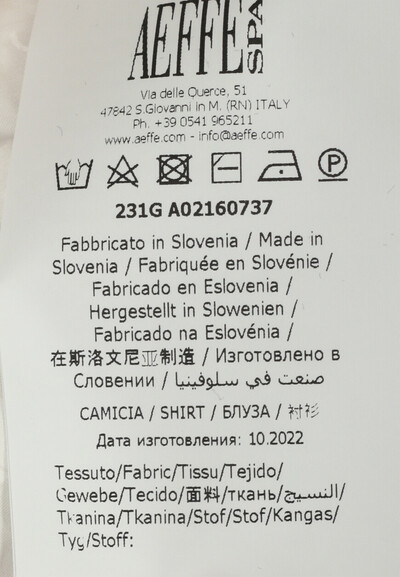 AEFFE SPA
Via delle Querce, 51
47842 S.Giovanni in M. (RN) ITALY
Ph. +39 0541 965211
www.aeffe.com - info@aeffe.com
P
231G A02160737
Fabbricato in Slovenia / Made in
Slovenia / Fabriquée en Slovénie /
Fabricado en Eslovenia /
Hergestellt in Slowenien /
Fabricado na Eslovénia /
在斯洛文尼亚制造 / Изготовлено в
Словении / صنعت في سلوفينيا
CAMICIA / SHIRT / БЛУЗА / 衬衫
Дата изготовления: 10.2022
Tessuto/Fabric/Tissu/Tejido/
Gewebe/Tecido/面料/ткань/النسيج/
Tkanina/Tkanina/Stof/Stof/Kangas/
Tyg/Stoff: